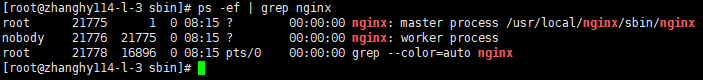 [root@zhanghy114-l-3 sbin]# ps -ef | grep nginx
root     21775     1  0 08:15 ?        00:00:00 nginx: master process /usr/local/nginx/sbin/nginx
nobody   21776 21775  0 08:15 ?        00:00:00 nginx: worker process
root     21778 16896  0 08:15 pts/0    00:00:00 grep --color=auto nginx
[root@zhanghy114-l-3 sbin]#